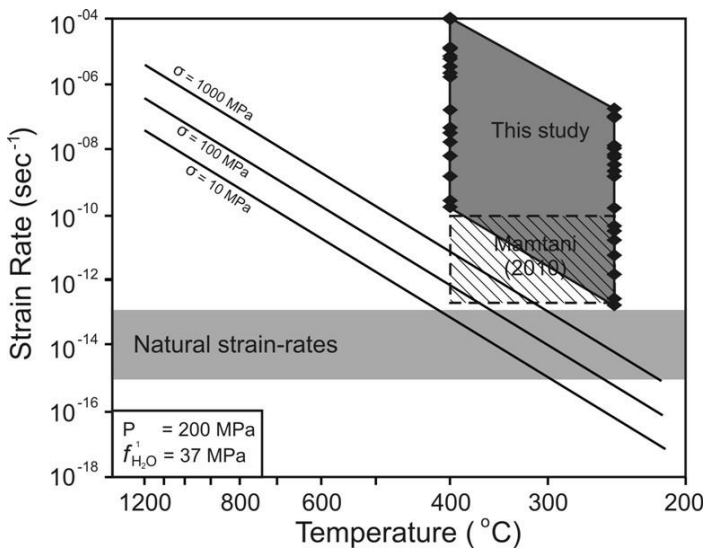 10-04
10-06
10-08
10-10
10-12
10-14
10-16
10-18
Strain Rate (sec-1)
σ = 1000 MPa
σ = 100 MPa
σ = 10 MPa
This study
Mamtani
(2010)
Natural strain-rates
P = 200 MPa
f1H2O = 37 MPa
1200 800 600 400 300 200
Temperature (°C)